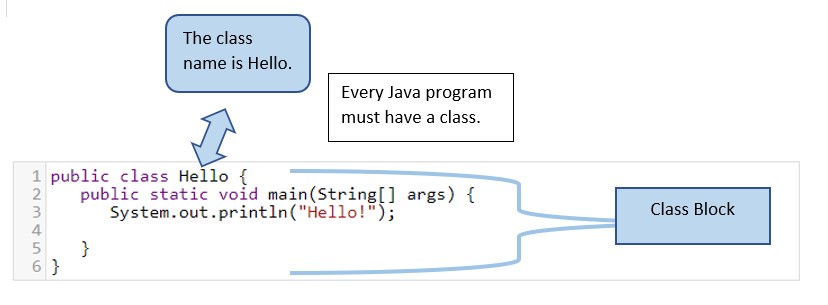 The class
name is Hello.
Every Java program
must have a class.
1 public class Hello {
2 public static void main(String[] args) {
3 System.out.println("Hello!");
4
5 }
6 }
Class Block